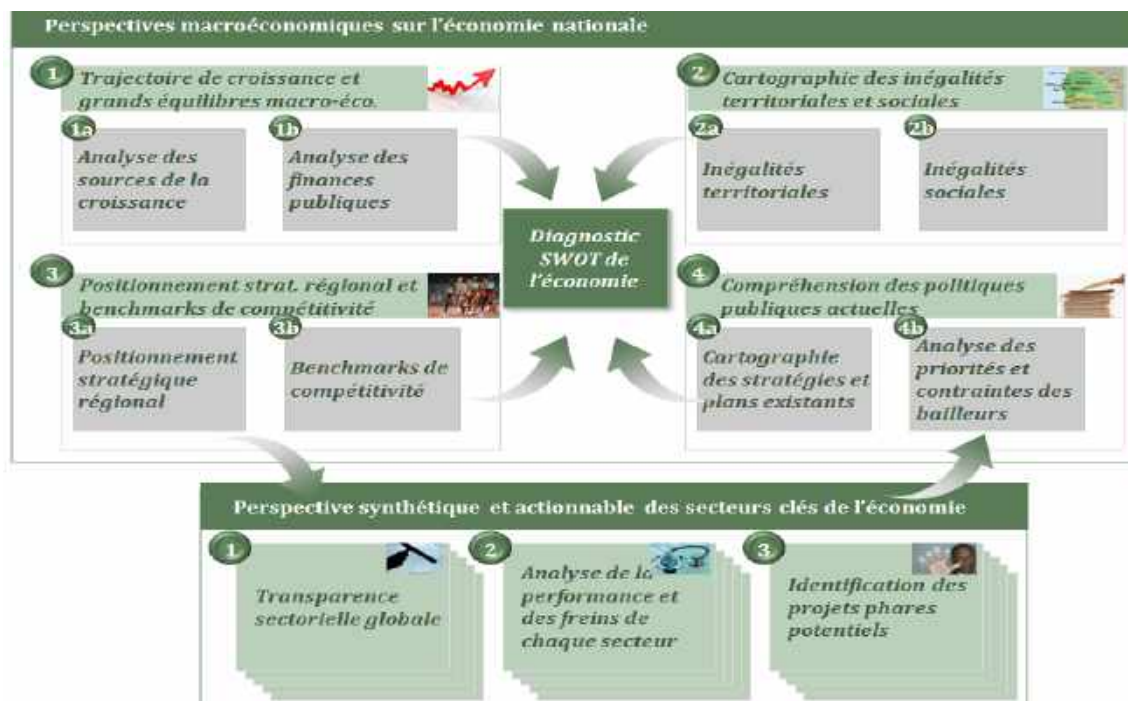 Perspectives macroéconomiques sur l'économie nationale
1
Trajectoire de croissance et
grands équilibres macro-éco.
1a
Analyse des
sources de la
croissance
1b
Analyse des
finances
publiques
2
Cartographie des inégalités
territoriales et sociales
2a
Inégalités
territoriales
2b
Inégalités
sociales
Diagnostic
SWOT de
l'économie
3
Positionnement strat. régional et
benchmarks de compétitivité
3a
Positionnement
stratégique
régional
3b
Benchmarks de
compétitivité
4
Compréhension des politiques
publiques actuelles
4a
Cartographie
des stratégies et
plans existants
4b
Analyse des
priorités et
contraintes des
bailleurs
Perspective synthétique et actionnable des secteurs clés de l'économie
1
Transparence
sectorielle globale
2
Analyse de la
performance et
des freins de
chaque secteur
3
Identification des
projets phares
potentiels